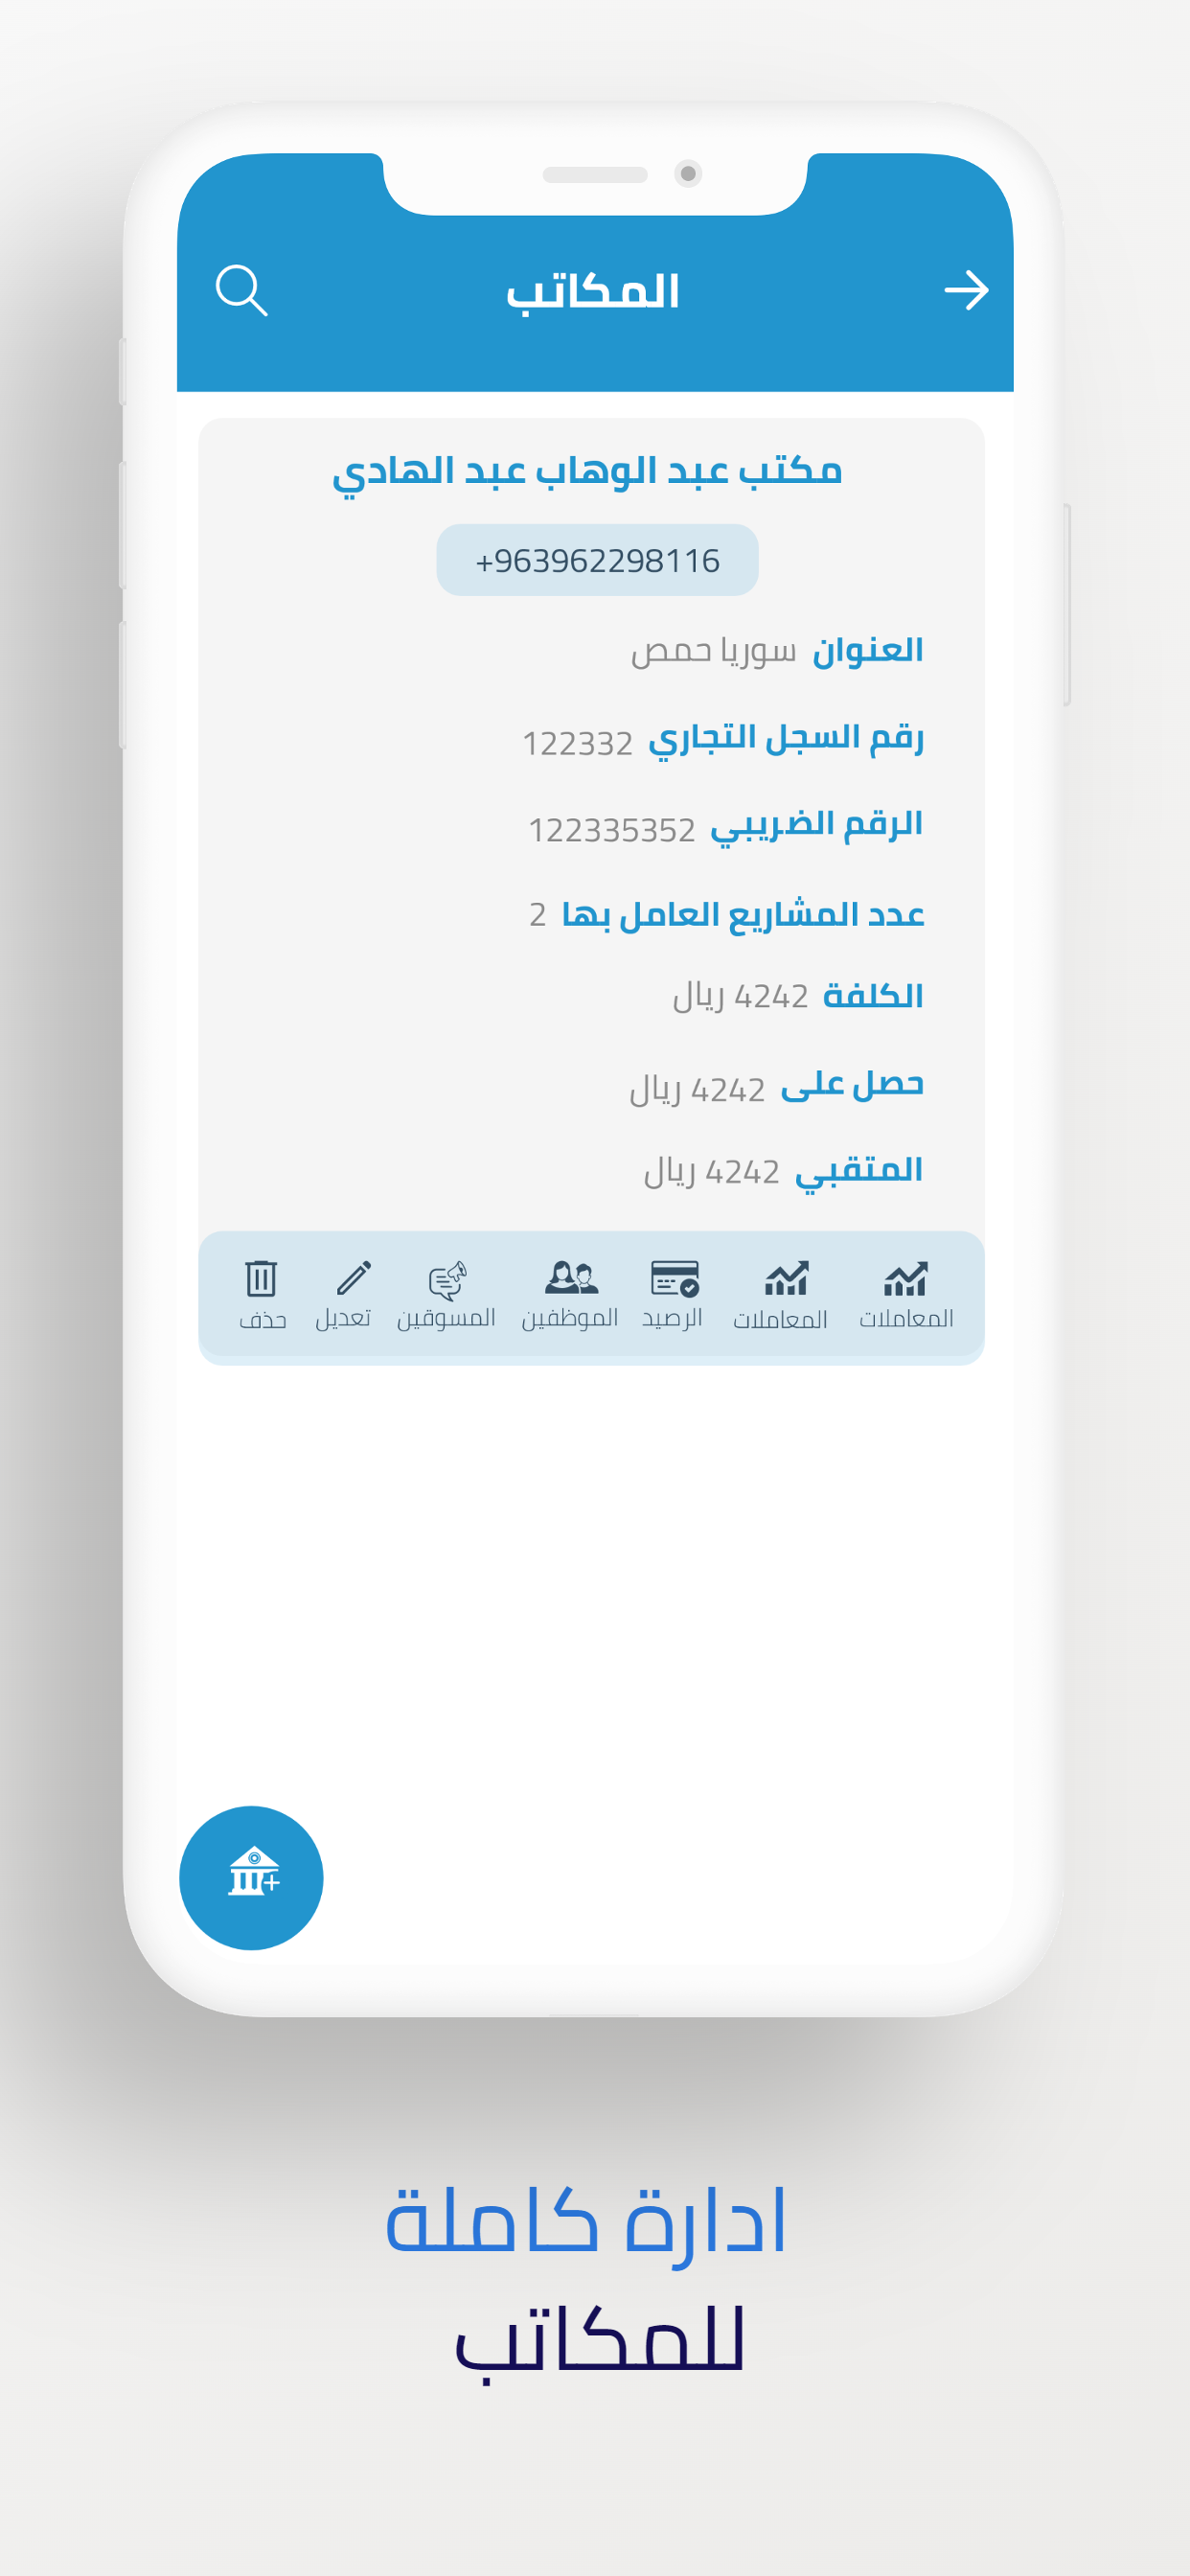 المكاتب
مكتب عبد الوهاب عبد الهادي
+963962298116
العنوان سوريا حمص
رقم السجل التجاري 122332
الرقم الضريبي 122335352
عدد المشاريع العامل بها 2
الكلفة 4242 ريال
حصل على 4242 ريال
المتقبي 4242 ريال
المعاملات المعاملات الرصيد الموظفين المسوقين تعديل حذف
ادارة كاملة
للمكاتب